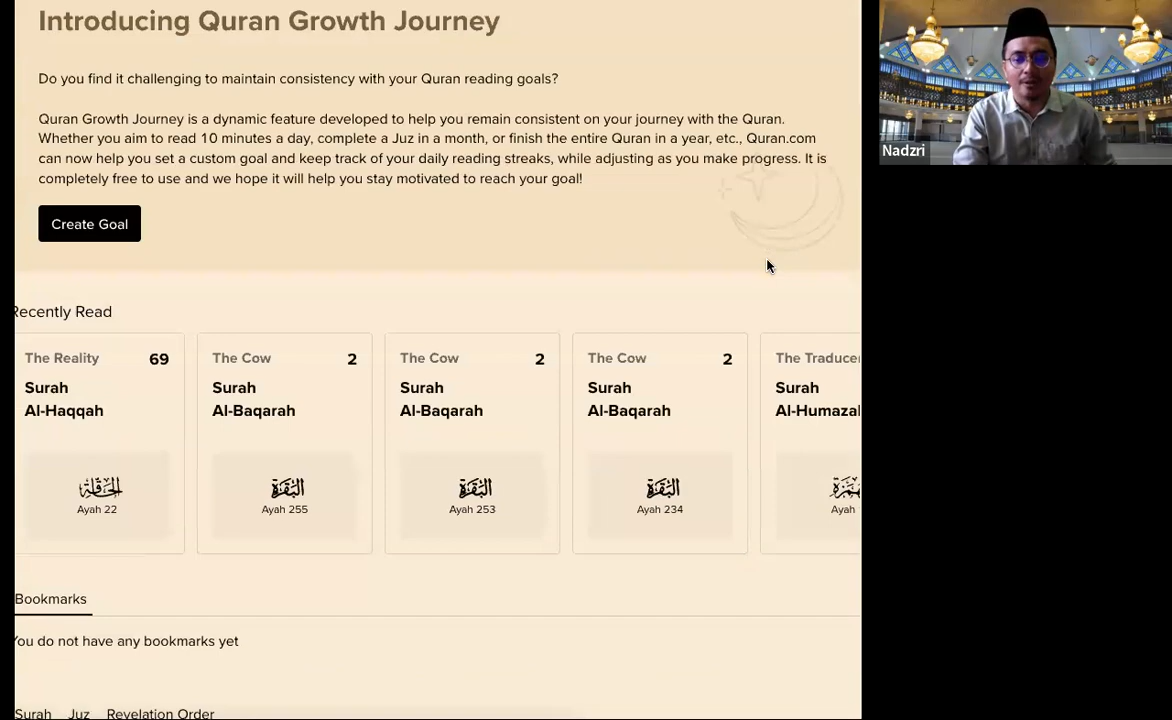 Introducing Quran Growth Journey
Do you find it challenging to maintain consistency with your Quran reading goals?
Quran Growth Journey is a dynamic feature developed to help you remain consistent on your journey with the Quran.
Whether you aim to read 10 minutes a day, complete a Juz in a month, or finish the entire Quran in a year, etc., Quran.com
can now help you set a custom goal and keep track of your daily reading streaks, while adjusting as you make progress. It is
completely free to use and we hope it will help you stay motivated to reach your goal!
Create Goal
Nadzri
Recently Read
The Reality 69
Surah
Al-Haqqah
الحاقة
Ayah 22
The Cow 2
Surah
Al-Baqarah
البقرة
Ayah 255
The Cow 2
Surah
Al-Baqarah
البقرة
Ayah 253
The Cow 2
Surah
Al-Baqarah
البقرة
Ayah 234
The Traducer
Surah
Al-Humazah
Ayah
Bookmarks
You do not have any bookmarks yet
Surah Juz Revelation Order